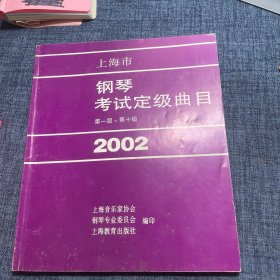 上海市
钢琴
考试定级曲目
第一级~第十级
2002
上海音乐家协会
钢琴专业委员会 编印
上海教育出版社